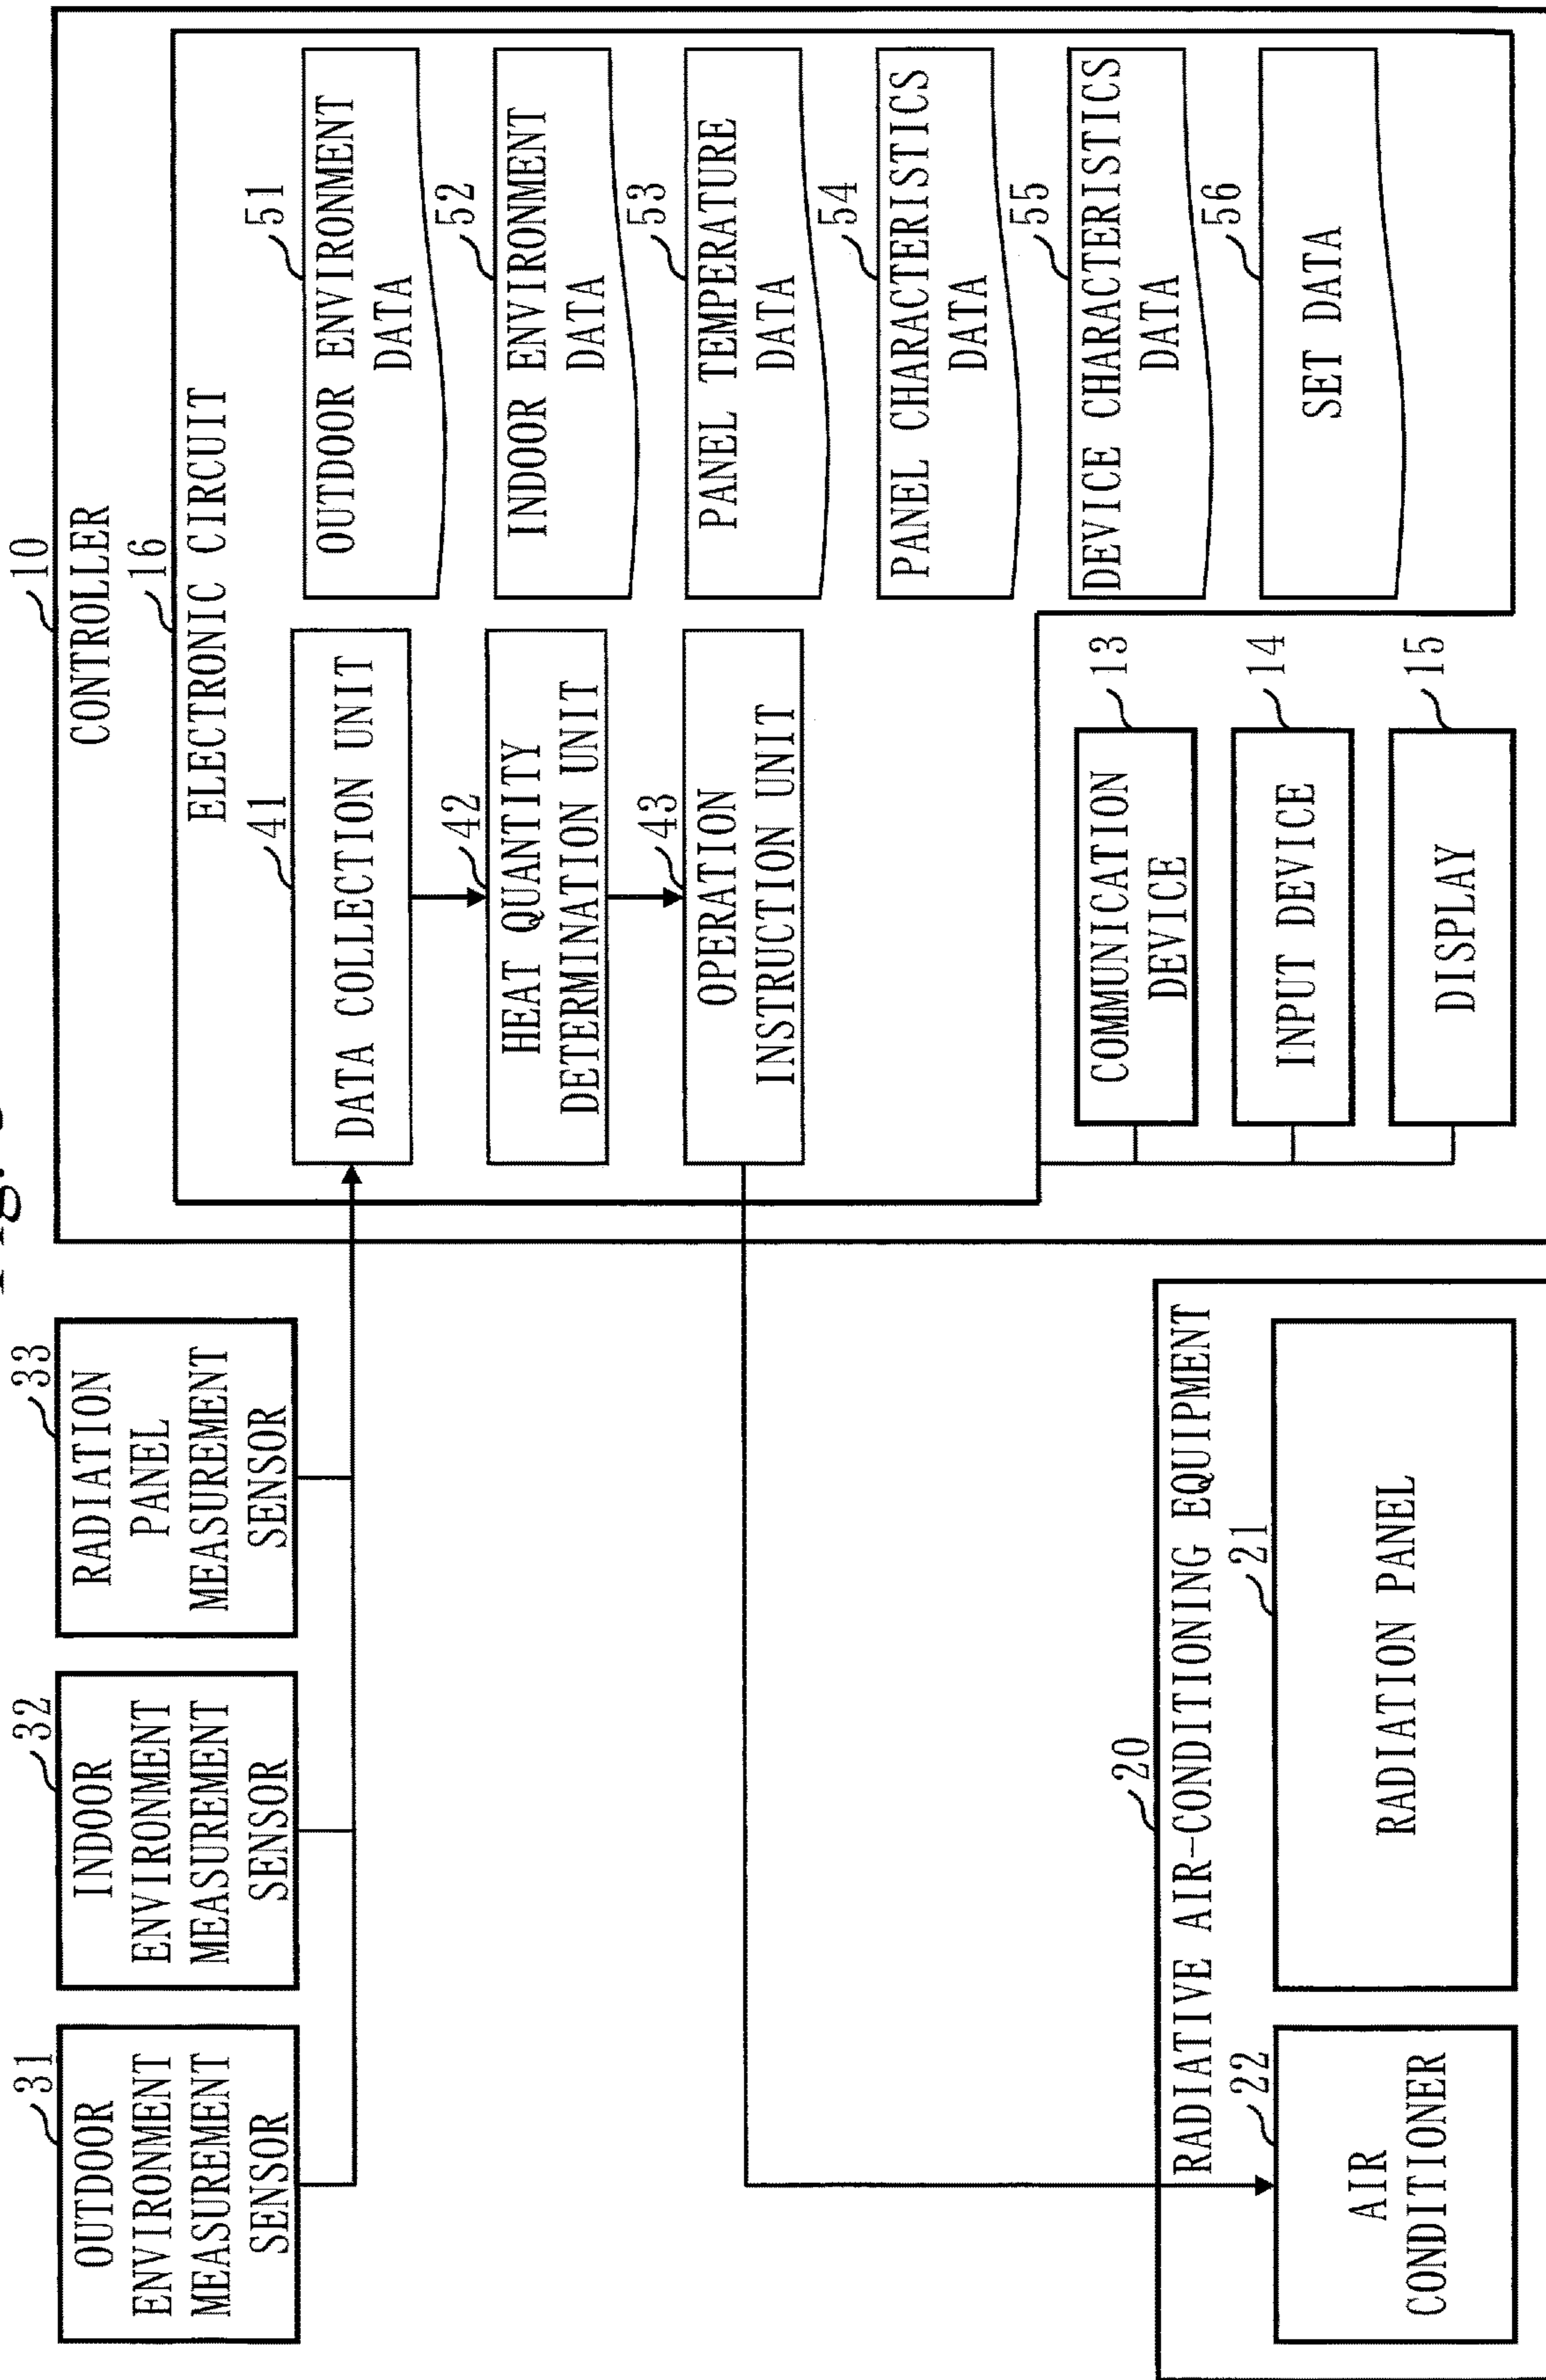 Fig.
31
OUTDOOR
ENVIRONMENT
MEASUREMENT
SENSOR
32
INDOOR
ENVIRONMENT
MEASUREMENT
SENSOR
33
RADIATION
PANEL
MEASUREMENT
SENSOR
10
CONTROLLER
16
ELECTRONIC CIRCUIT
41
DATA COLLECTION UNIT
42
HEAT QUANTITY
DETERMINATION UNIT
43
OPERATION
INSTRUCTION UNIT
51
OUTDOOR ENVIRONMENT
DATA
52
INDOOR ENVIRONMENT
DATA
53
PANEL TEMPERATURE
DATA
54
PANEL CHARACTERISTICS
DATA
55
DEVICE CHARACTERISTICS
DATA
56
SET DATA
13
COMMUNICATION
DEVICE
14
INPUT DEVICE
15
DISPLAY
20
RADIATIVE AIR-CONDITIONING EQUIPMENT
22
AIR
CONDITIONER
21
RADIATION PANEL